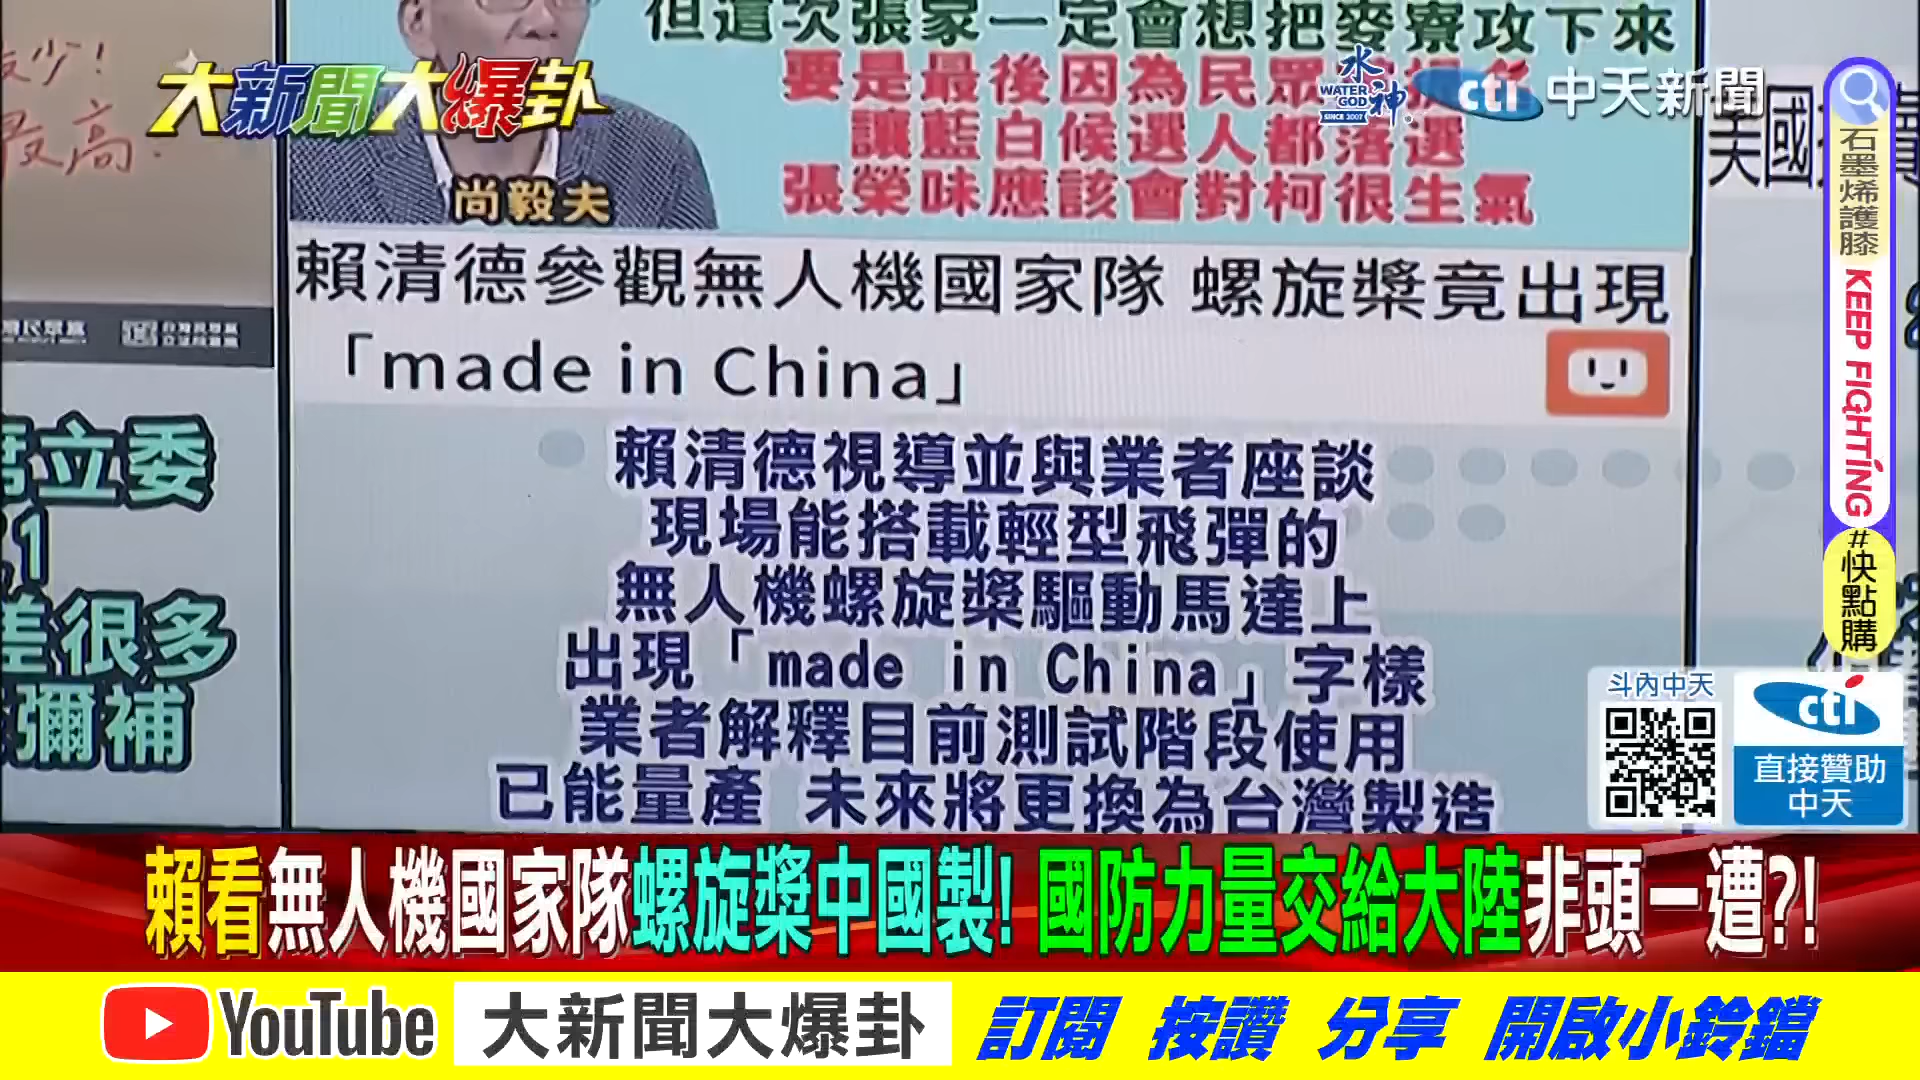 但這次張家一定會想把麥寮攻下來
要是最後因為民眾
讓藍白候選人都落選
張榮味應該會對柯很生氣
尚毅夫
大新聞大爆卦
最高.
水神
WATER GOD
SINCE 2007
cti 中天新聞
石墨烯護膝
KEEP FIGHTING
#快點購
賴清德參觀無人機國家隊 螺旋槳竟出現
「made in China」
賴清德視導並與業者座談
現場能搭載輕型飛彈的
無人機螺旋槳驅動馬達上
出現「made in China」字樣
業者解釋目前測試階段使用
已能量產 未來將更換為台灣製造
席立委
差很多
彌補
斗內中天
cti
直接贊助
中天
賴看無人機國家隊螺旋槳中國製! 國防力量交給大陸非頭一遭?!
YouTube 大新聞大爆卦 訂閱 按讚 分享 開啟小鈴鐺